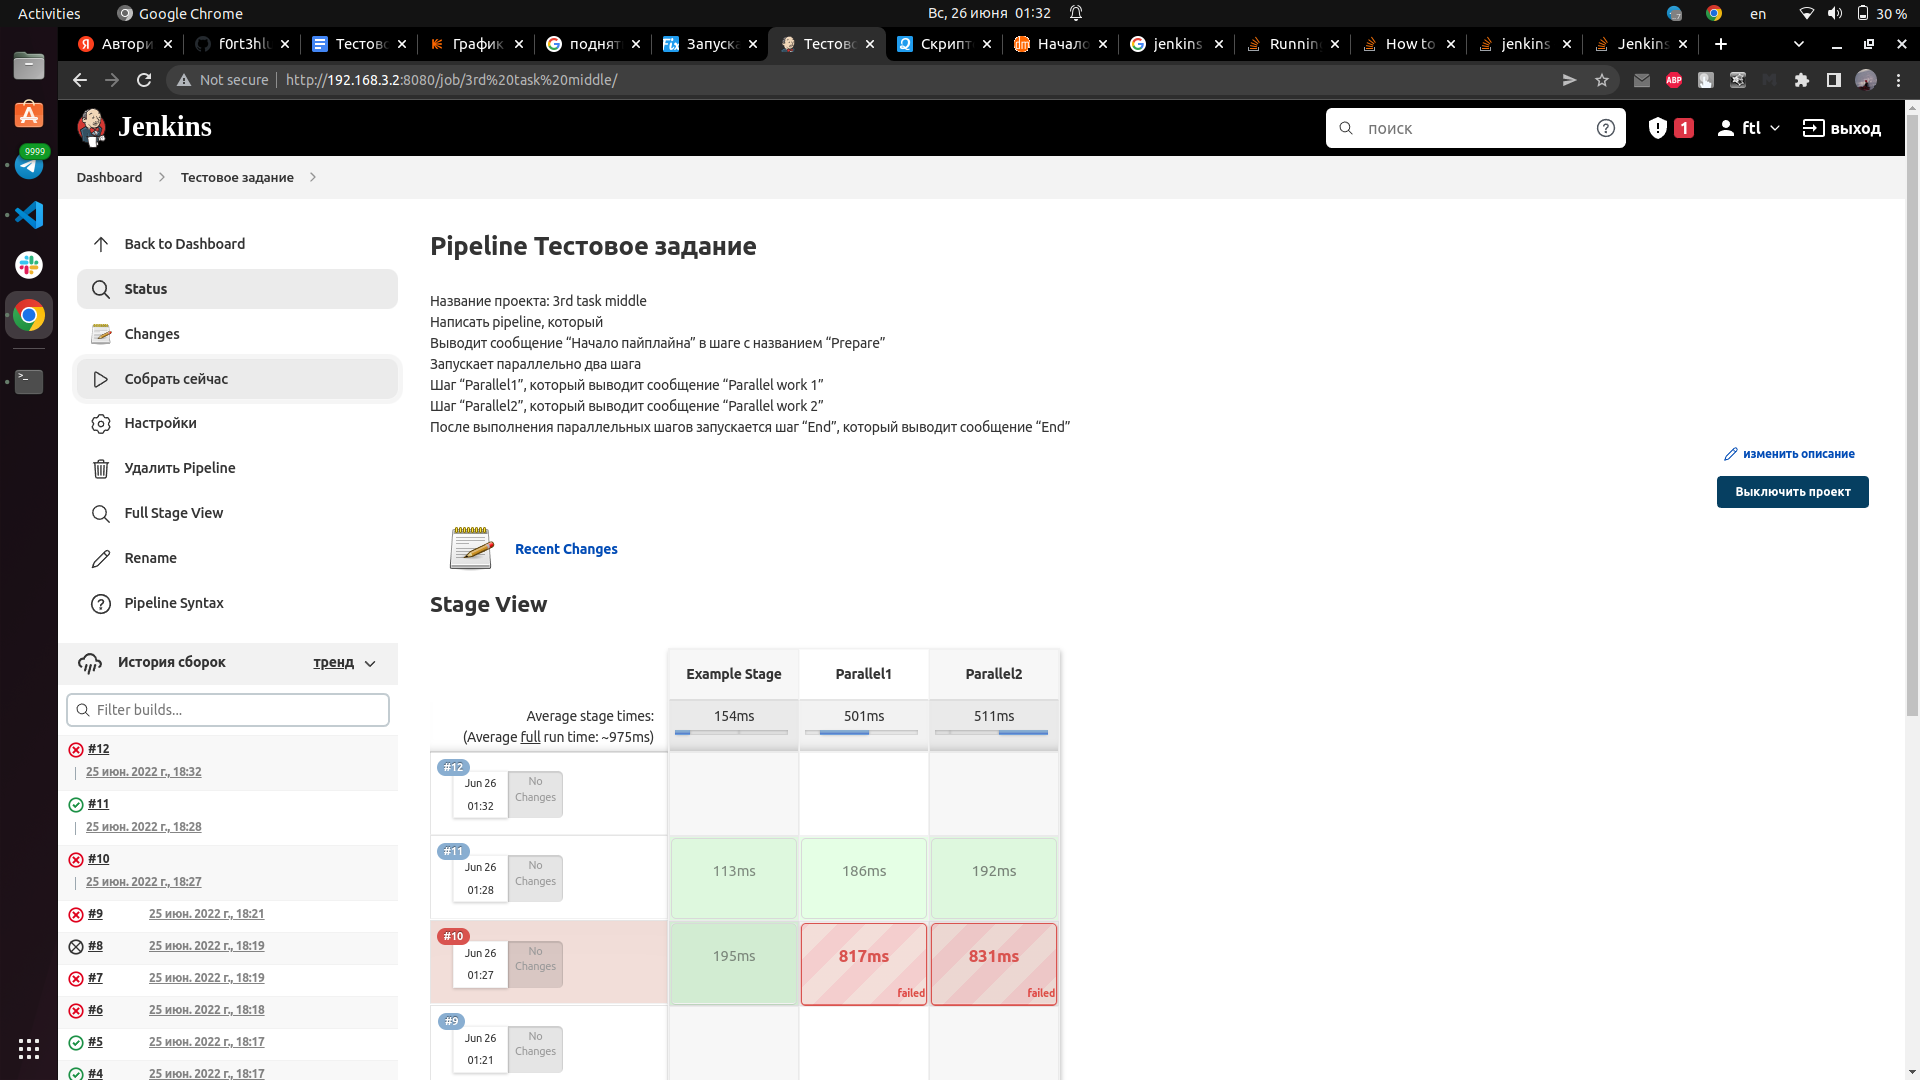 Activities
Google Chrome
Вс, 26 июня 01:32
en
30 %
Автори
f0rt3hlu
Тестово
График
поднят
Запуска
Тестово
Скрипт
Начало
jenkins
Runnin
How to
jenkins
Jenkins
Not secure
http://192.168.3.2:8080/job/3rd%20task%20middle/
ABP
9999
Jenkins
поиск
1
ftl
выход
Dashboard
Тестовое задание
Back to Dashboard
Status
Changes
Собрать сейчас
Настройки
Удалить Pipeline
Full Stage View
Rename
Pipeline Syntax
История сборок
тренд
Filter builds...
#12
25 июн. 2022 г., 18:32
#11
25 июн. 2022 г., 18:28
#10
25 июн. 2022 г., 18:27
#9 25 июн. 2022 г., 18:21
#8 25 июн. 2022 г., 18:19
#7 25 июн. 2022 г., 18:19
#6 25 июн. 2022 г., 18:18
#5 25 июн. 2022 г., 18:17
#4 25 июн. 2022 г., 18:17
Pipeline Тестовое задание
Название проекта: 3rd task middle
Написать pipeline, который
Выводит сообщение “Начало пайплайна” в шаге с названием “Prepare”
Запускает параллельно два шага
Шаг “Parallel1”, который выводит сообщение “Parallel work 1”
Шаг “Parallel2”, который выводит сообщение “Parallel work 2”
После выполнения параллельных шагов запускается шаг “End”, который выводит сообщение “End”
изменить описание
Выключить проект
Recent Changes
Stage View
Example Stage Parallel1 Parallel2
Average stage times: 154ms 501ms 511ms
(Average full run time: ~975ms)
#12
Jun 26
01:32
No
Changes
#11
Jun 26
01:28
No
Changes
113ms 186ms 192ms
#10
Jun 26
01:27
No
Changes
195ms 817ms 831ms
failed failed
#9
Jun 26
01:21
No
Changes